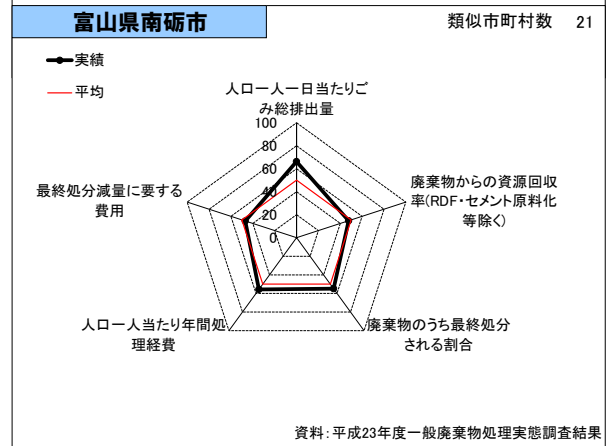 富山県南砺市
類似市町村数 21
実績
平均
人口一人一日当たりご
み総排出量
100
80
60
40
20
0
廃棄物からの資源回収
率(RDF・セメント原料化
等除く)
廃棄物のうち最終処分
される割合
人口一人当たり年間処
理経費
最終処分減量に要する
費用
資料:平成23年度一般廃棄物処理実態調査結果